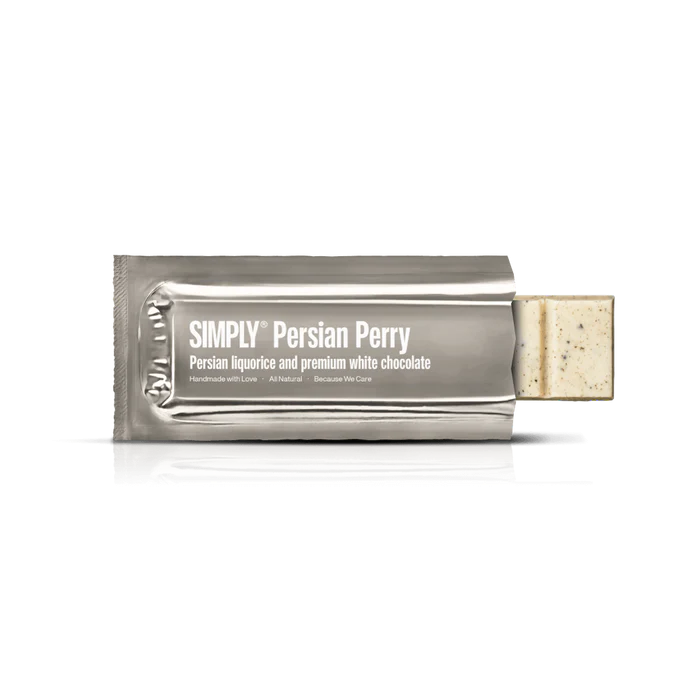 SIMPLY® Persian Perry
Persian liquorice and premium white chocolate
Handmade with Love · All Natural · Because We Care